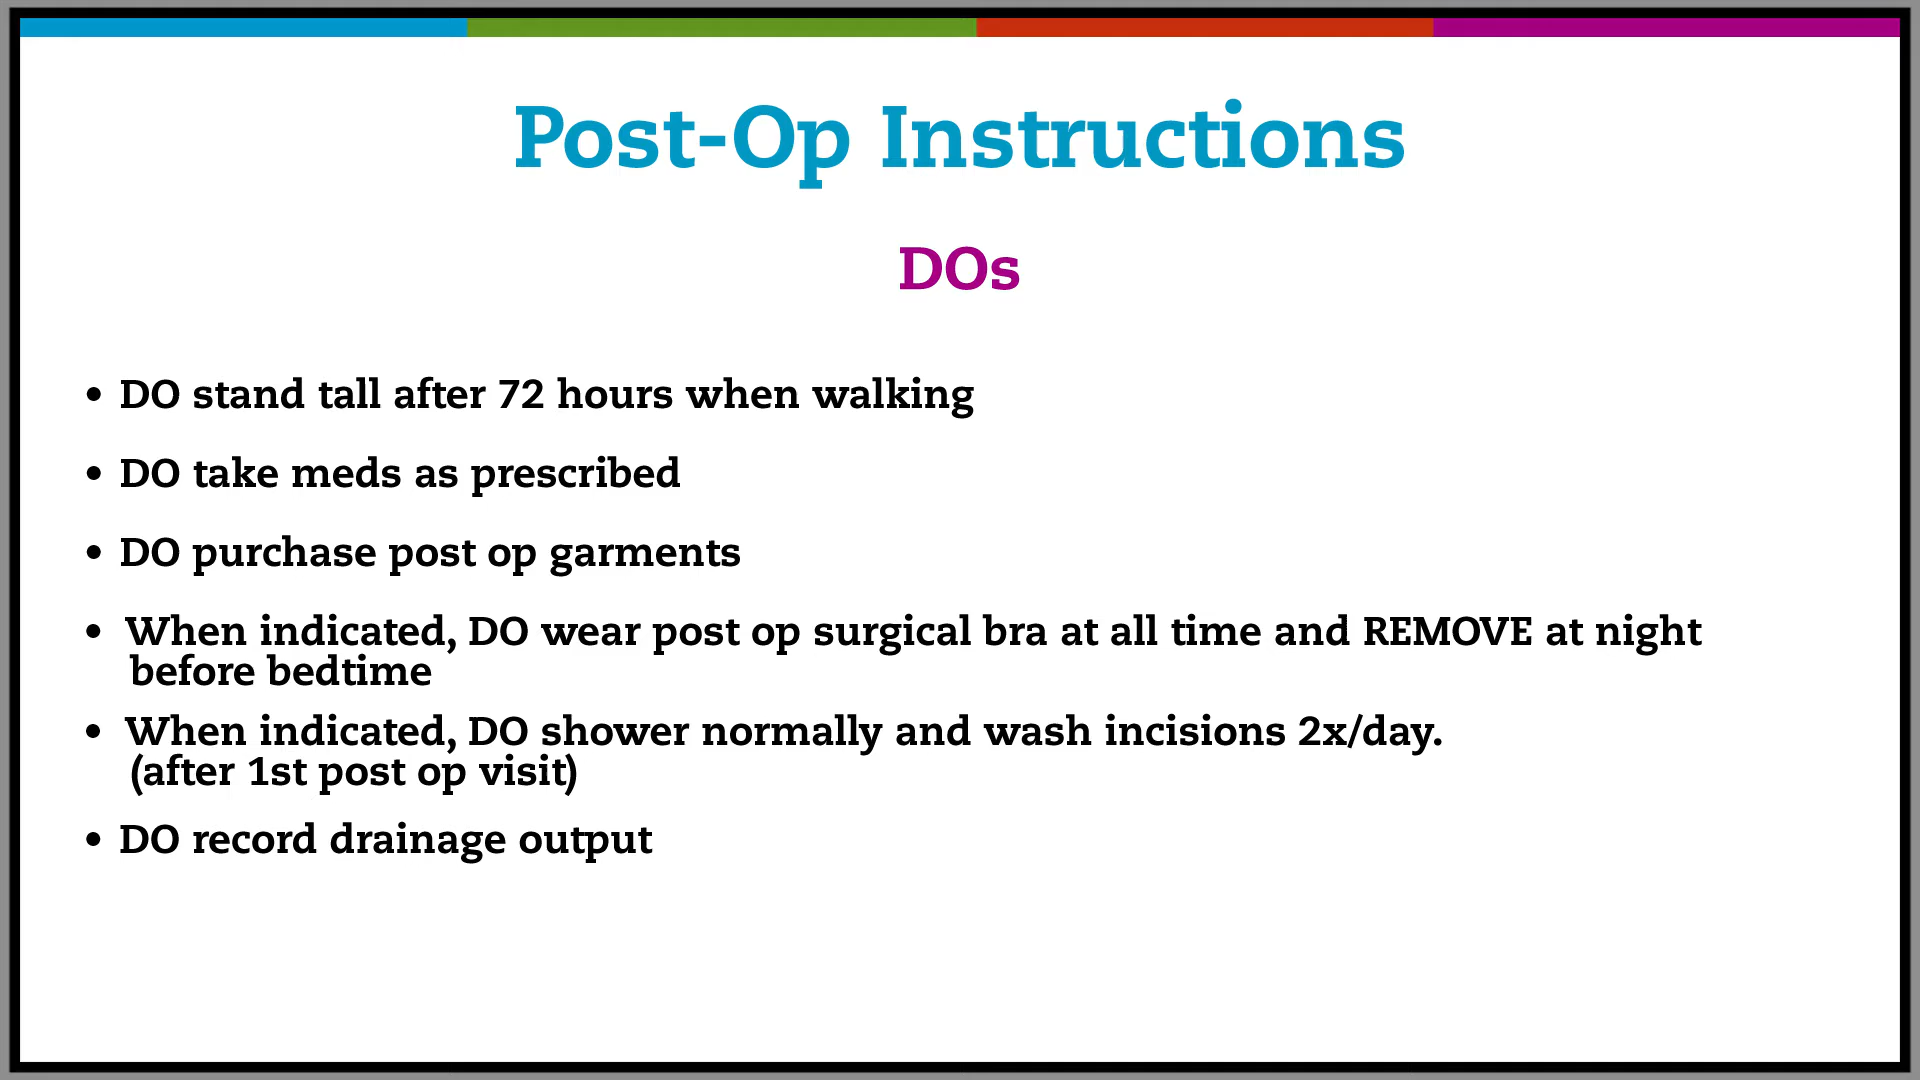 Post-Op Instructions
DOs
• DO stand tall after 72 hours when walking
• DO take meds as prescribed
• DO purchase post op garments
• When indicated, DO wear post op surgical bra at all time and REMOVE at night
before bedtime
• When indicated, DO shower normally and wash incisions 2x/day.
(after 1st post op visit)
• DO record drainage output